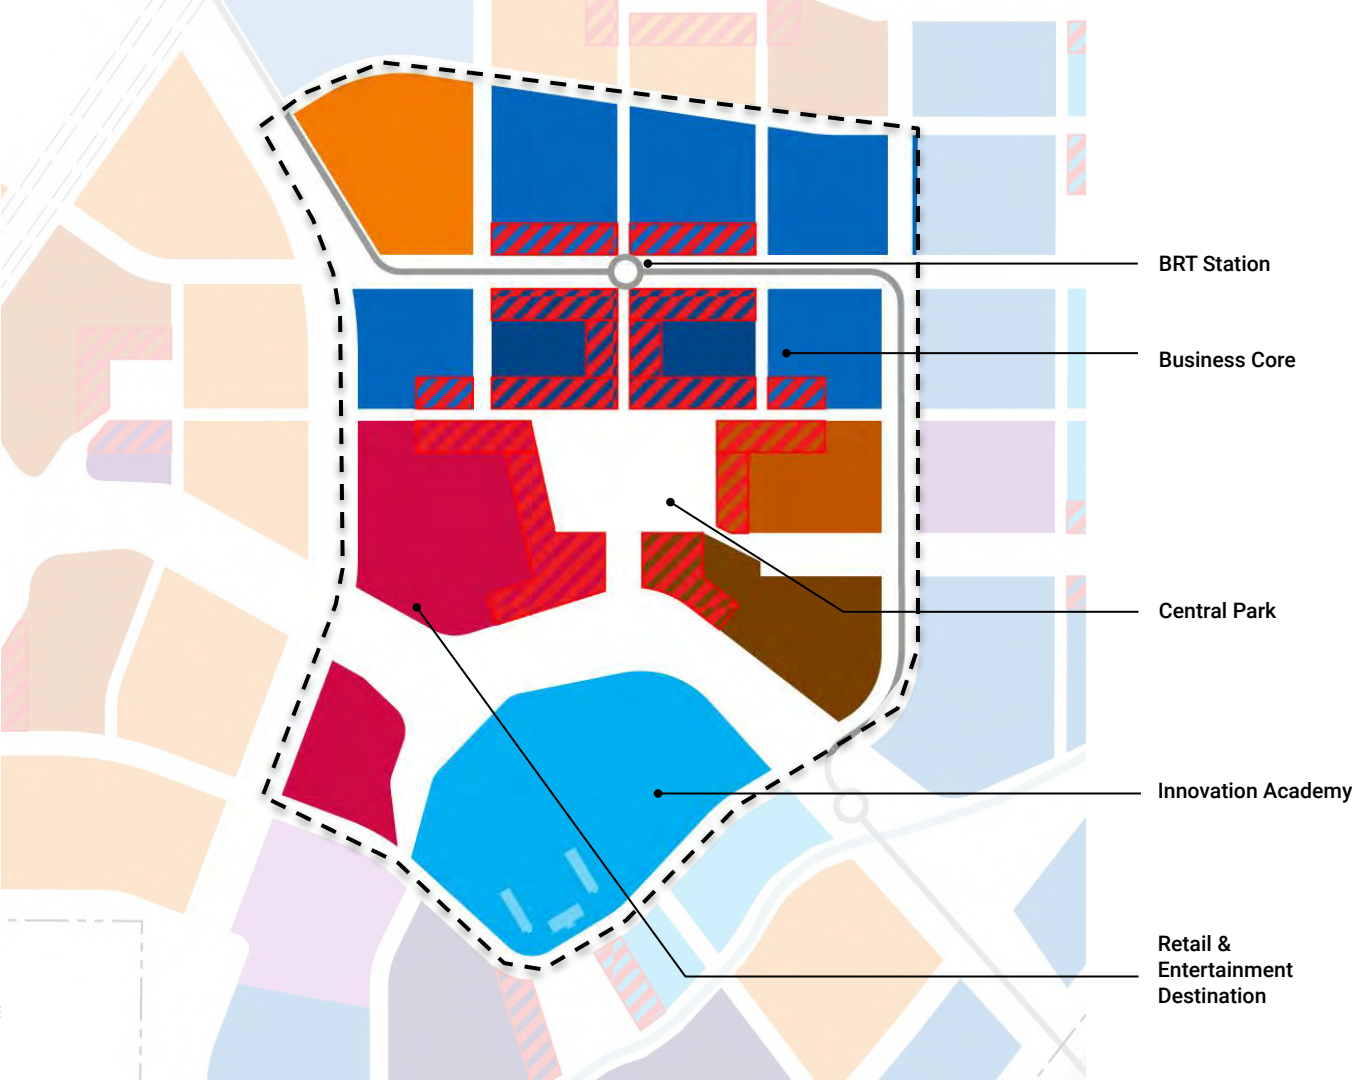 BRT Station
Business Core
Central Park
Innovation Academy
Retail &
Entertainment
Destination